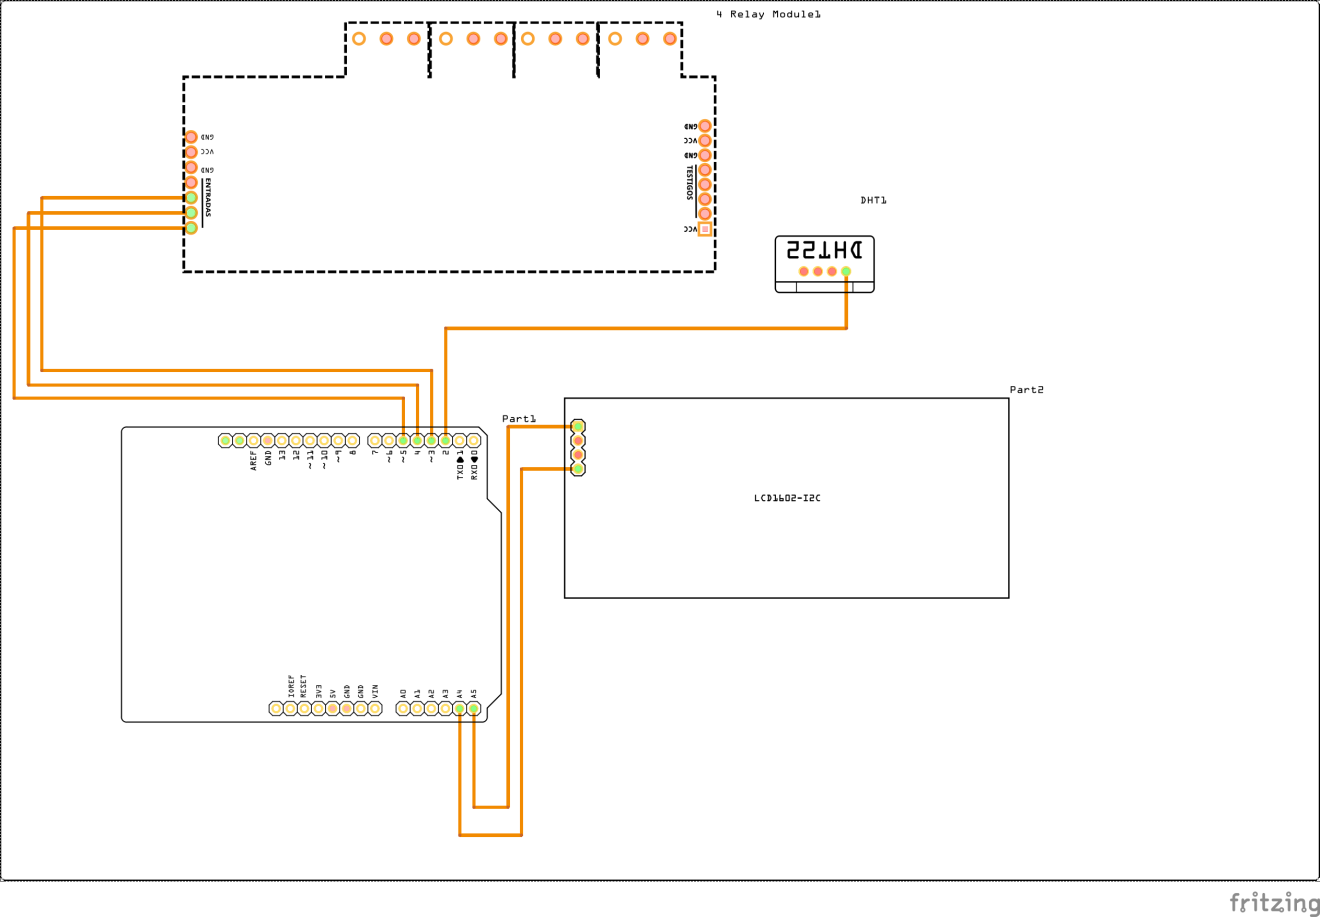 4 Relay Module1
GND
VCC
GND
ENTRADAS
GND
VCC
GND
TESTIGOS
VCC
DHT1
DHT22
Part2
Part1
AREF
GND
13
12
~11
~10
~9
8
7
~6
~5
4
~3
2
TX0 1
RX0 0
LCD1602-I2C
IOREF
RESET
3V3
5V
GND
GND
VIN
A0
A1
A2
A3
A4
A5
fritzing